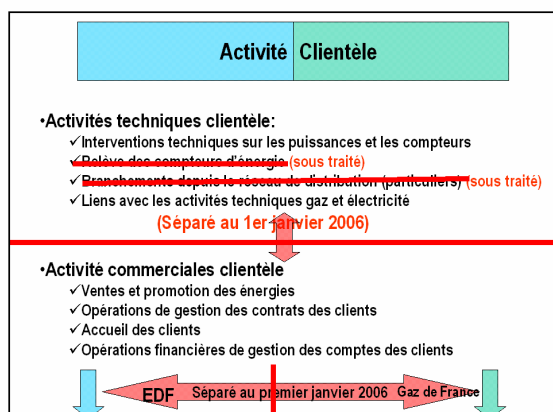 Activité Clientèle
•Activités techniques clientèle:
✓Interventions techniques sur les puissances et les compteurs
✓Relève des compteurs d'énergie (sous traité)
✓Branchements depuis le réseau de distribution (particuliers) (sous traité)
✓Liens avec les activités techniques gaz et électricité
(Séparé au 1er janvier 2006)
•Activité commerciales clientèle
✓Ventes et promotion des énergies
✓Opérations de gestion des contrats des clients
✓Accueil des clients
✓Opérations financières de gestion des comptes des clients
EDF Séparé au premier janvier 2006 Gaz de France